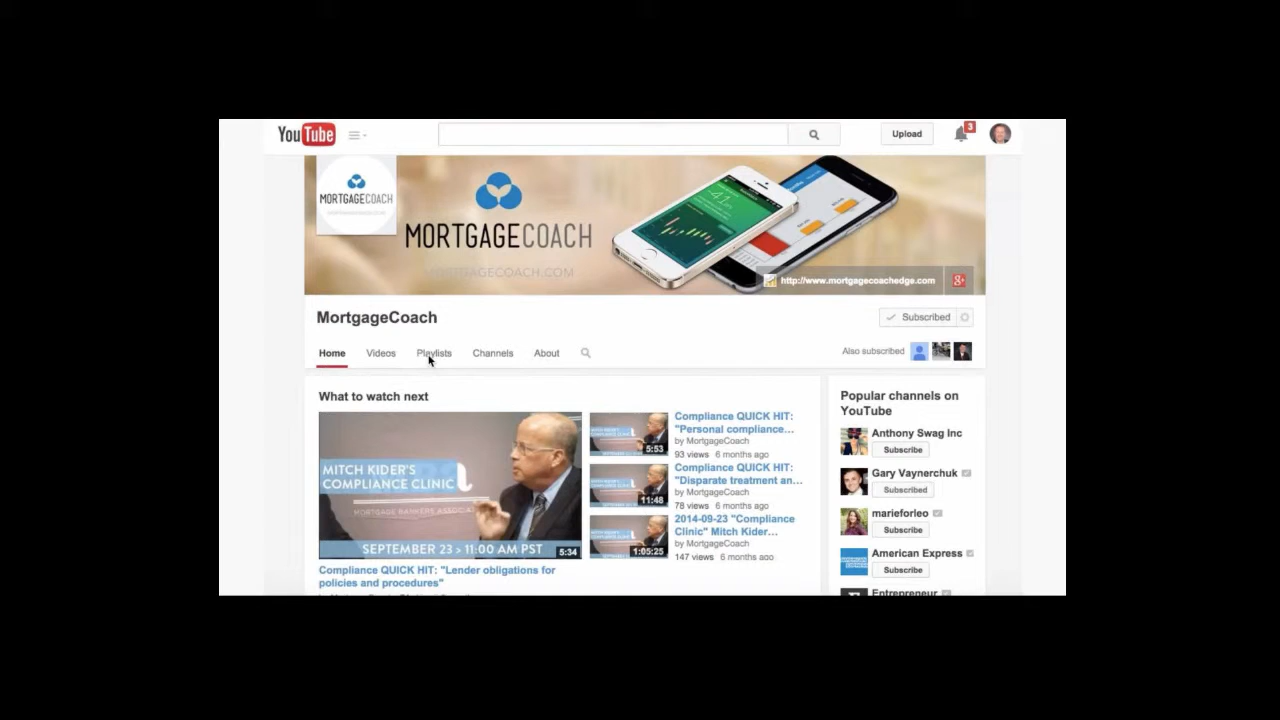 YouTube
Upload
3
MORTGAGECOACH
MORTGAGECOACH
MORTGAGECOACH.COM
http://www.mortgagecoachedge.com
MortgageCoach
Subscribed
Home Videos Playlists Channels About
Also subscribed
What to watch next
MITCH KIDER'S
COMPLIANCE CLINIC
SEPTEMBER 23 > 11:00 AM PST
5:34
Compliance QUICK HIT: "Lender obligations for
policies and procedures"
5:53
Compliance QUICK HIT:
"Personal compliance...
by MortgageCoach
93 views 6 months ago
11:48
Compliance QUICK HIT:
"Disparate treatment an...
by MortgageCoach
78 views 6 months ago
1:05:25
2014-09-23 "Compliance
Clinic" Mitch Kider...
by MortgageCoach
147 views 6 months ago
Popular channels on
YouTube
Anthony Swag Inc
Subscribe
Gary Vaynerchuk
Subscribed
marieforleo
Subscribe
American Express
Subscribe
Entrepreneur